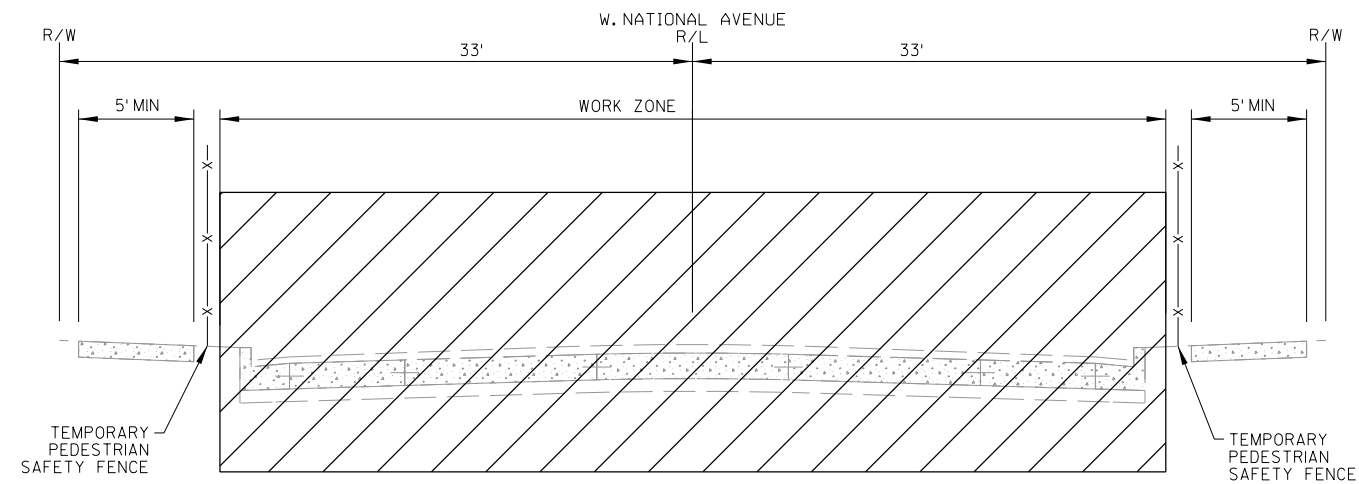 W. NATIONAL AVENUE
R/W
R/L
R/W
33'
33'
5' MIN
WORK ZONE
5' MIN
X
X
X
X
X
X
TEMPORARY
PEDESTRIAN
SAFETY FENCE
TEMPORARY
PEDESTRIAN
SAFETY FENCE